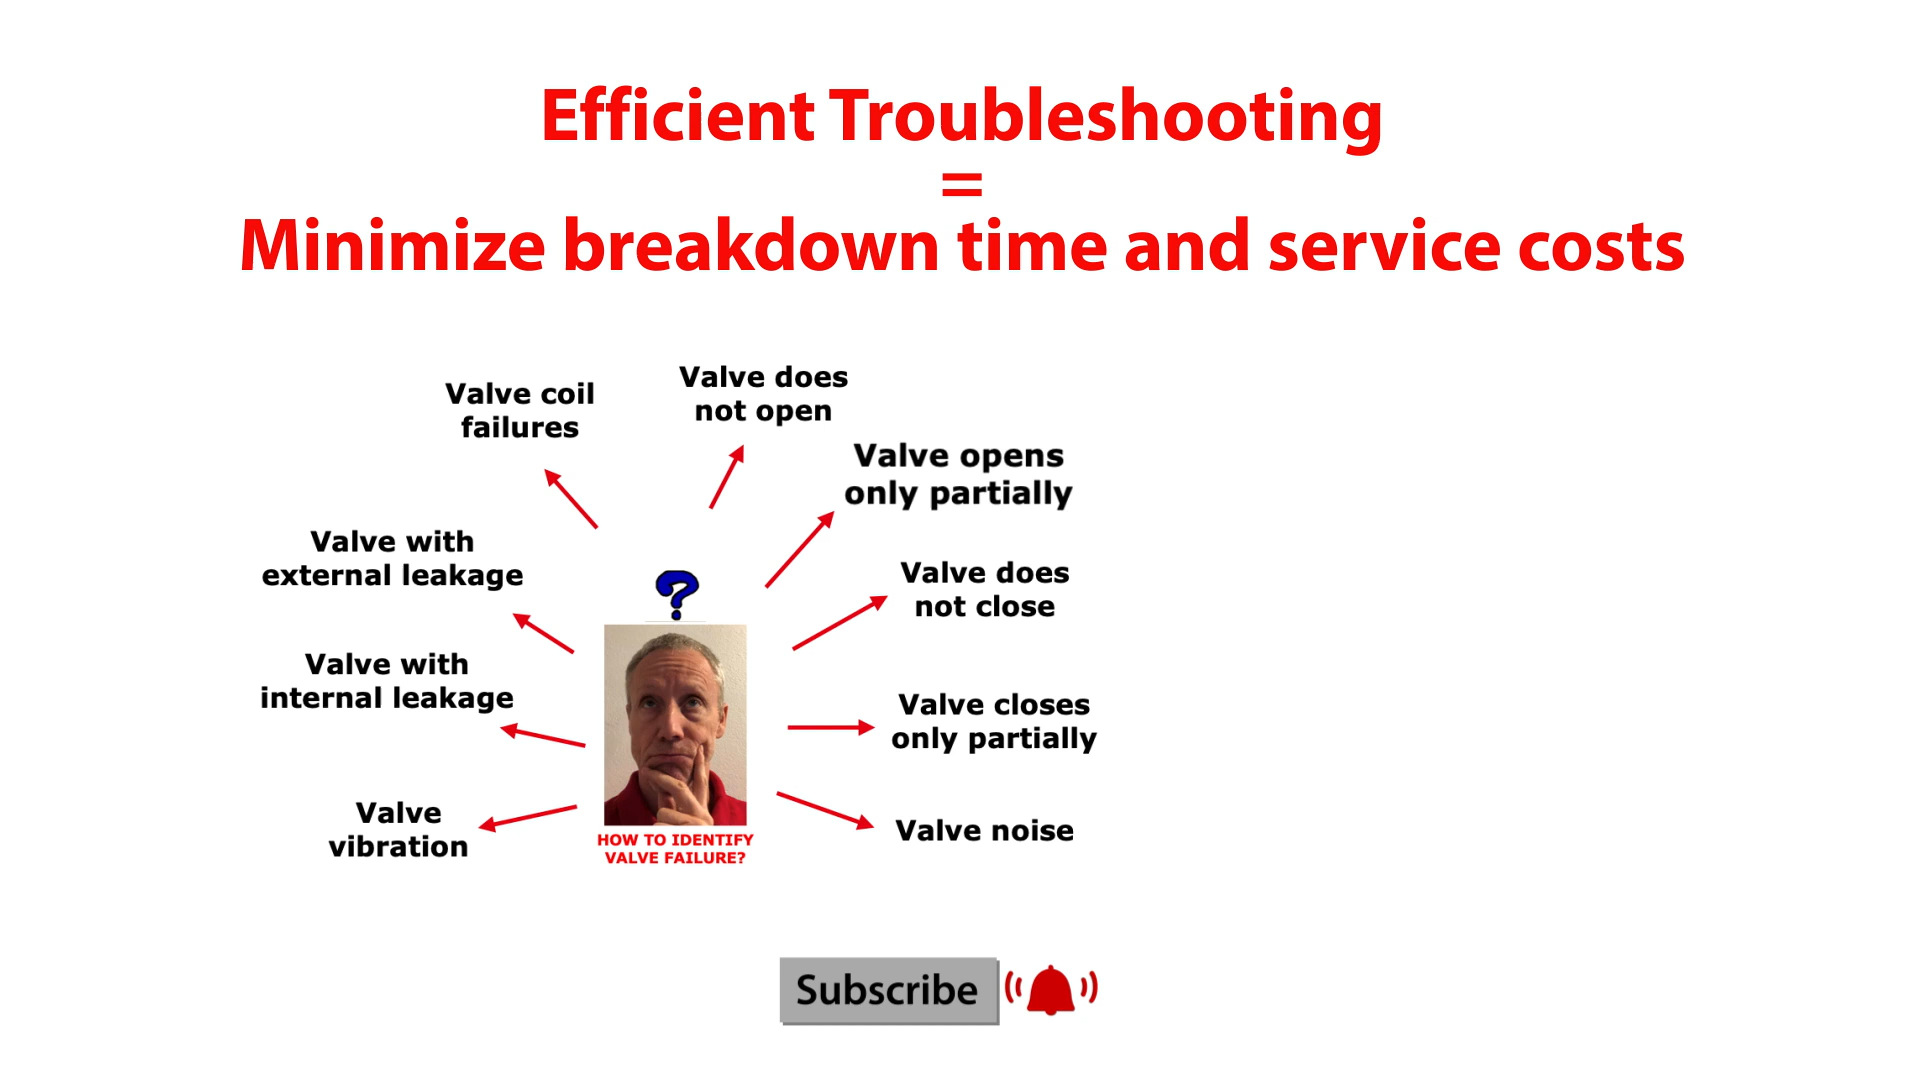 Efficient Troubleshooting
=
Minimize breakdown time and service costs
Valve coil
failures
Valve does
not open
Valve opens
only partially
Valve with
external leakage
Valve does
not close
?
Valve with
internal leakage
Valve closes
only partially
Valve
vibration
Valve noise
HOW TO IDENTIFY
VALVE FAILURE?
Subscribe